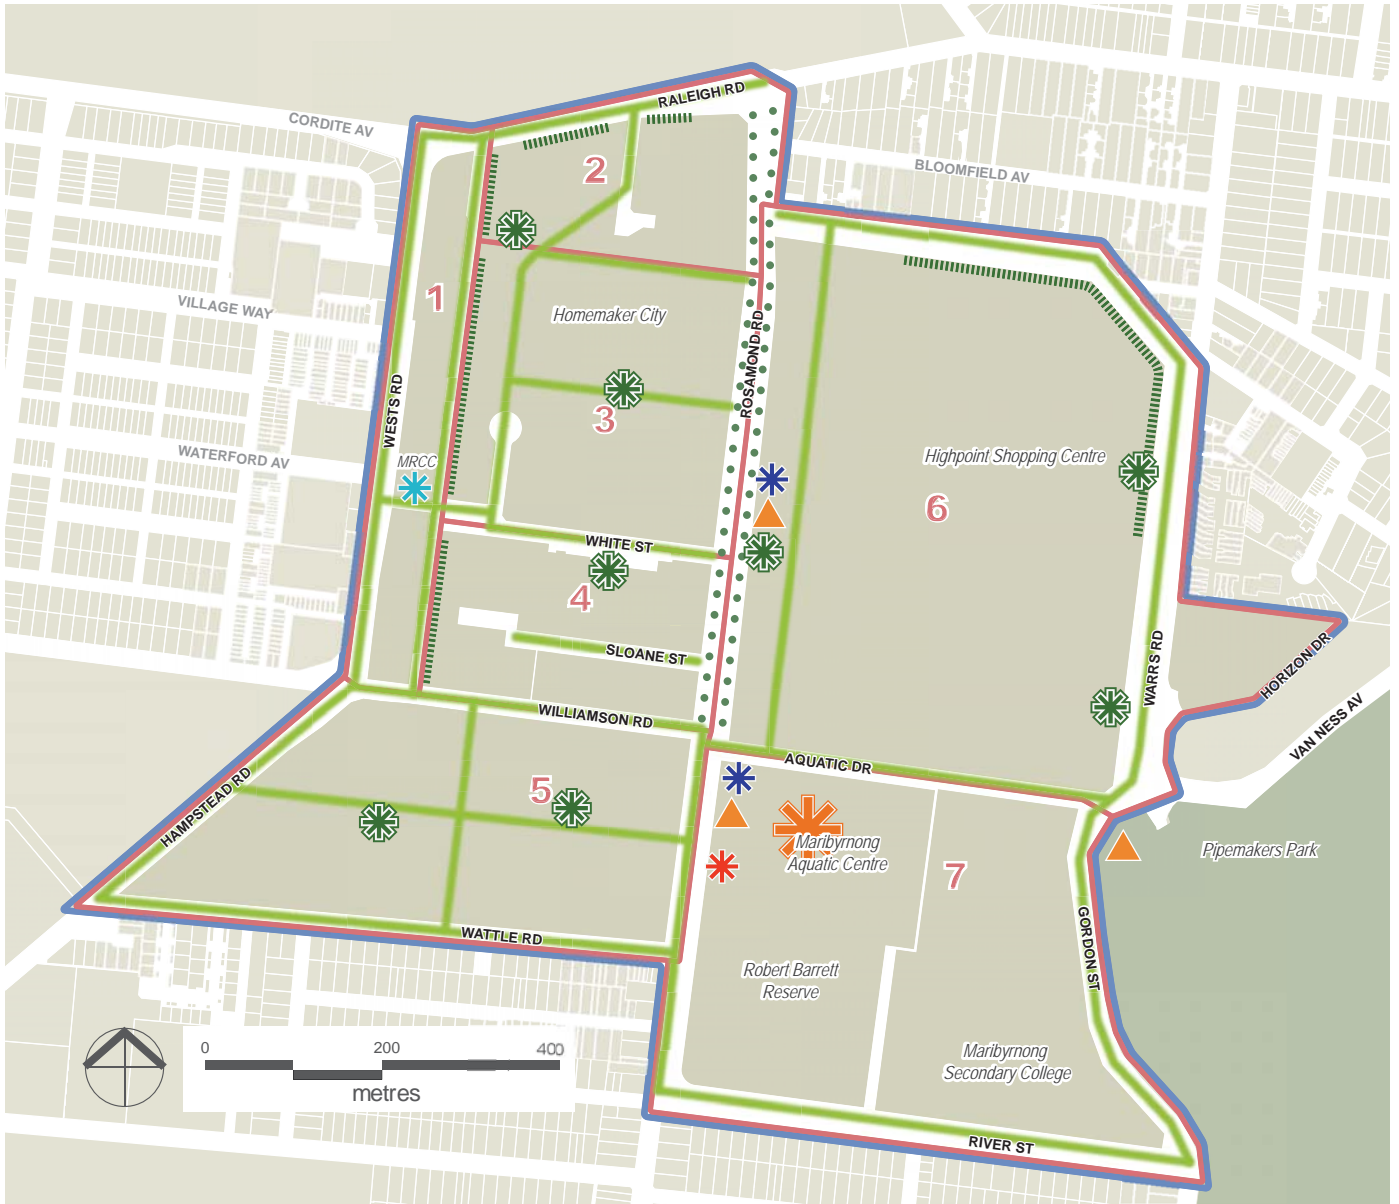 RALEIGH RD
CORDITE AV
2
BLOOMFIELD AV
1
VILLAGE WAY
Homemaker City
ROSAMOND RD
WESTS RD
3
WATERFORD AV
MRCC
Highpoint Shopping Centre
6
WHITE ST
4
SLOANE ST
WARRS RD
HORIZON DR
VAN NESS AV
WILLIAMSON RD
AQUATIC DR
HAMPSTEAD RD
5
Maribyrnong
Aquatic Centre
7
Pipemakers Park
WATTLE RD
GORDON ST
Robert Barrett
Reserve
Maribyrnong
Secondary College
0 200 400
metres
RIVER ST